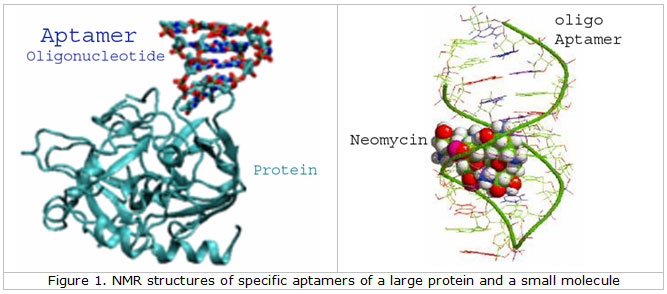 Aptamer
Oligonucleotide
Protein
oligo
Aptamer
Neomycin
Figure 1. NMR structures of specific aptamers of a large protein and a small molecule